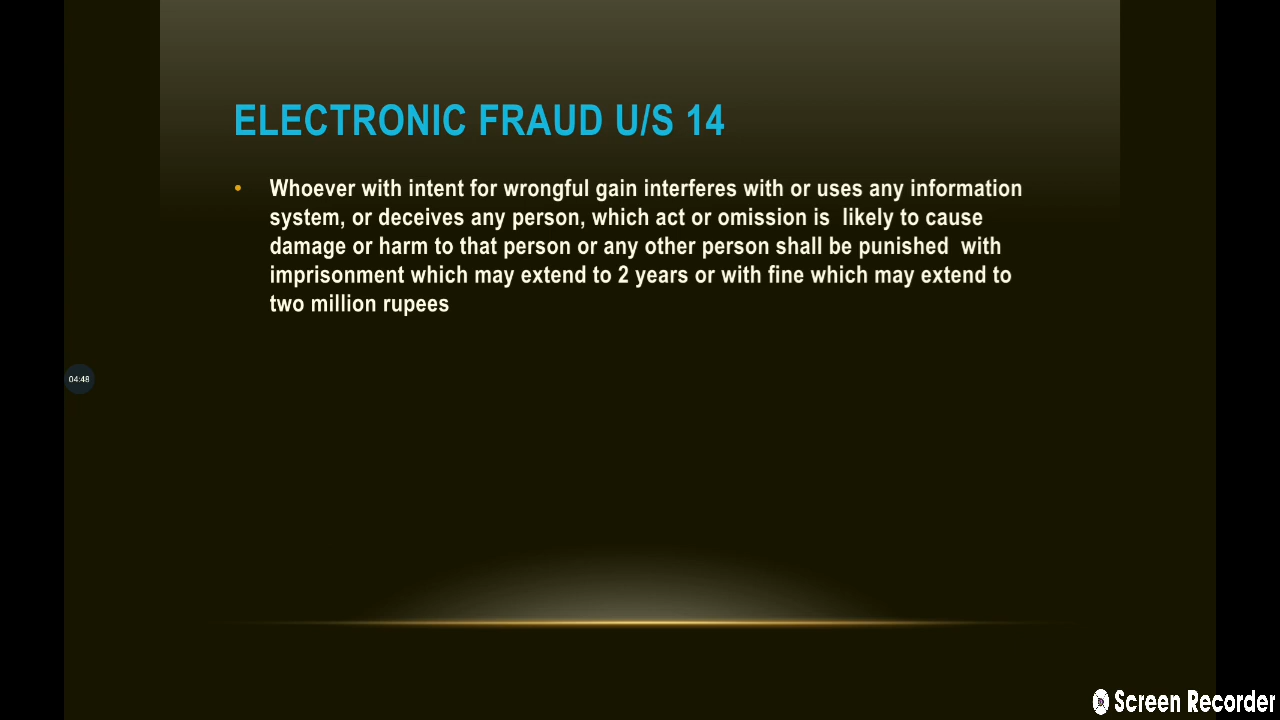 ELECTRONIC FRAUD U/S 14
• Whoever with intent for wrongful gain interferes with or uses any information
system, or deceives any person, which act or omission is  likely to cause
damage or harm to that person or any other person shall be punished  with
imprisonment which may extend to 2 years or with fine which may extend to
two million rupees
04:48
Screen Recorder